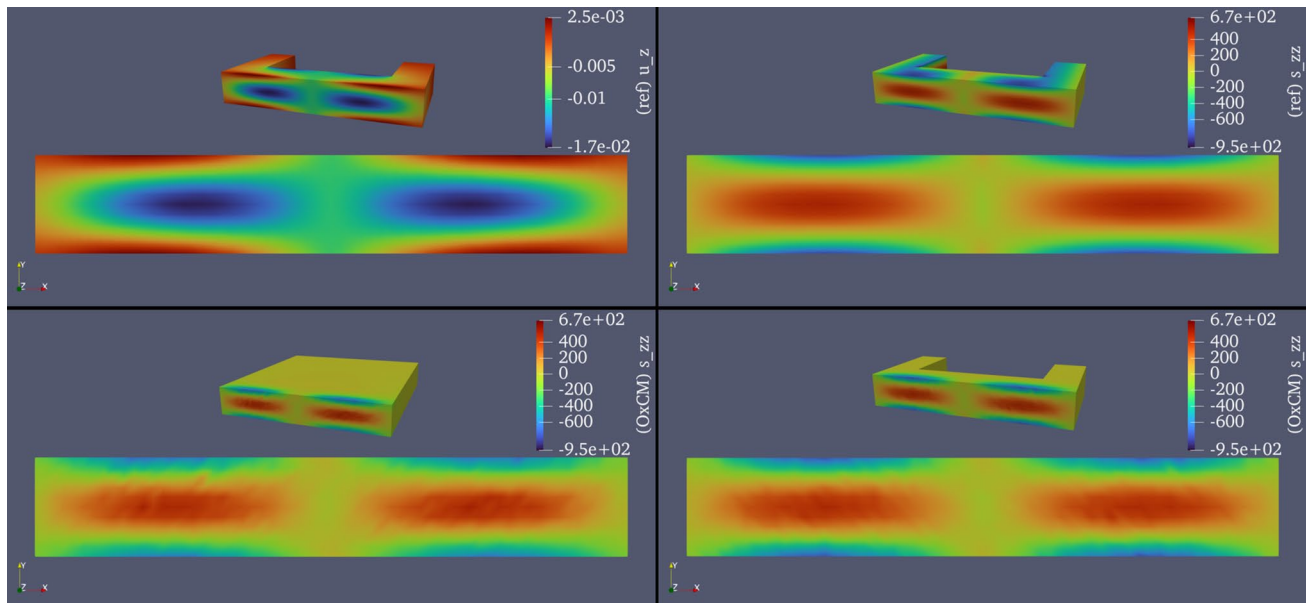 2.5e-03
-0.005
-0.01
-1.7e-02
(ref) u_z
Y
Z X
6.7e+02
400
200
0
-200
-400
-600
-9.5e+02
(ref) s_zz
Y
Z X
6.7e+02
400
200
0
-200
-400
-600
-9.5e+02
(OxCM) s_zz
Y
Z X
6.7e+02
400
200
0
-200
-400
-600
-9.5e+02
(OxCM) s_zz
Y
Z X